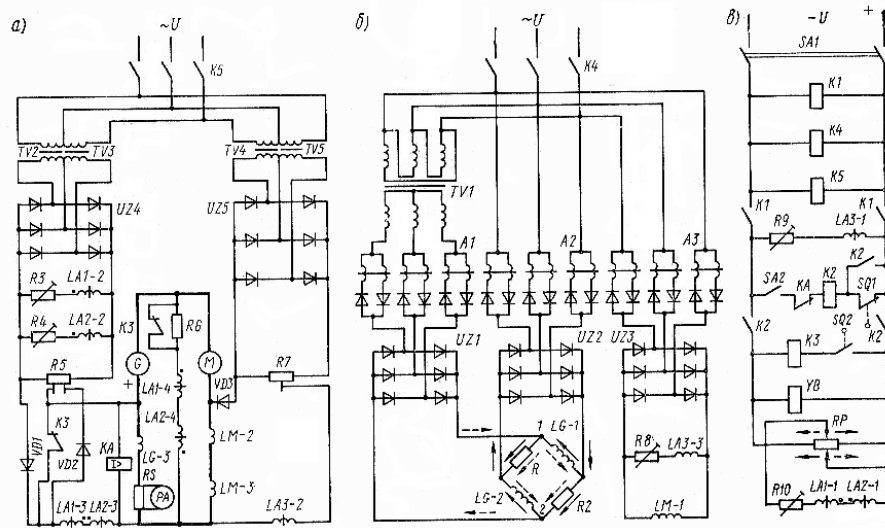 а)
~U
K5
TV2 TV3
TV4 TV5
UZ4
UZ5
R3 LA1-2
R4 LA2-2
K3
R6
R5
G
M
R7
+
VD3
LA1-4
LA2-4
K3
VD1
VD2
KA
I>
LG-3
LM-2
RS
PA
LM-3
LA1-3 LA2-3
LA3-2
б)
~U
K4
TV1
A1
A2
A3
UZ1
UZ2
UZ3
1
LG-1
R
LG-2
2
R2
R8
LA3-3
LM-1
в)
-U
+
SA1
K1
K4
K5
K1
K1
R9
LA3-1
K2
SA2
KA
K2
SQ1
K2
SQ2
K2
K3
YB
RP
R10
LA1-1 LA2-1